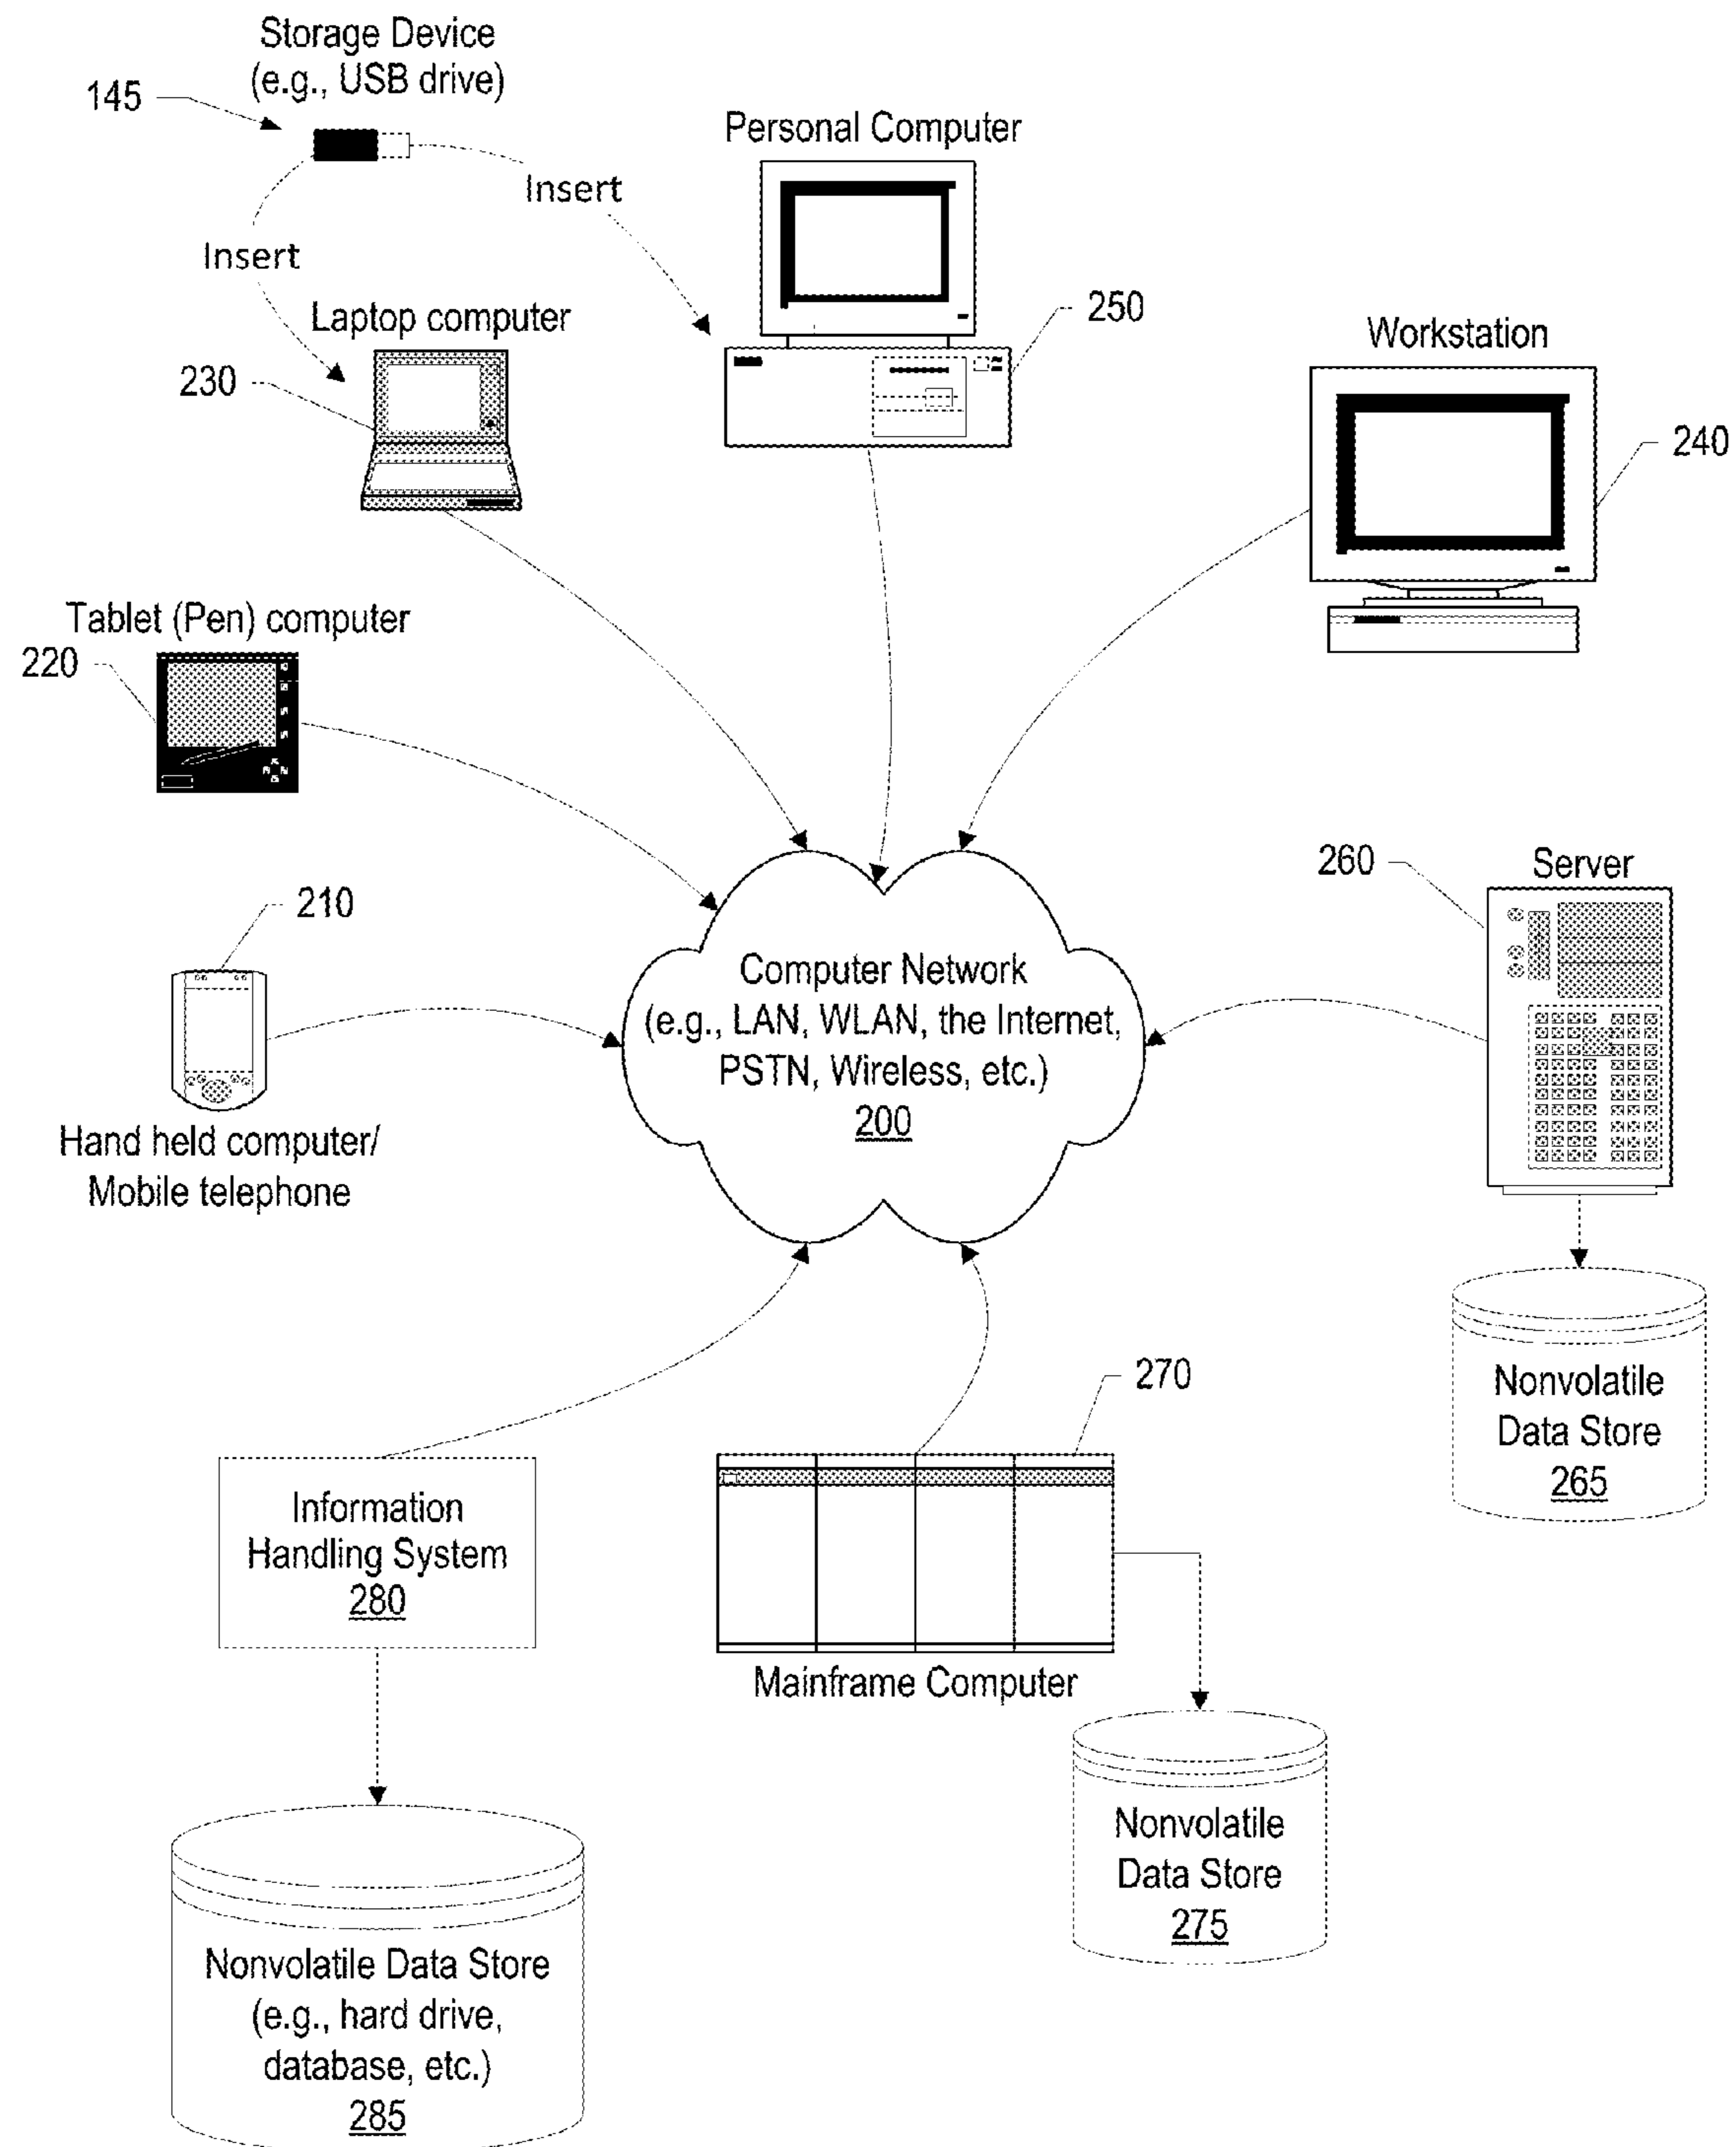 Storage Device
(e.g., USB drive)
145
Insert
Insert
Personal Computer
250
Laptop computer
230
Workstation
240
Tablet (Pen) computer
220
210
Hand held computer/
Mobile telephone
Computer Network
(e.g., LAN, WLAN, the Internet,
PSTN, Wireless, etc.)
200
260
Server
Nonvolatile
Data Store
265
270
Mainframe Computer
Nonvolatile
Data Store
275
Information
Handling System
280
Nonvolatile Data Store
(e.g., hard drive,
database, etc.)
285